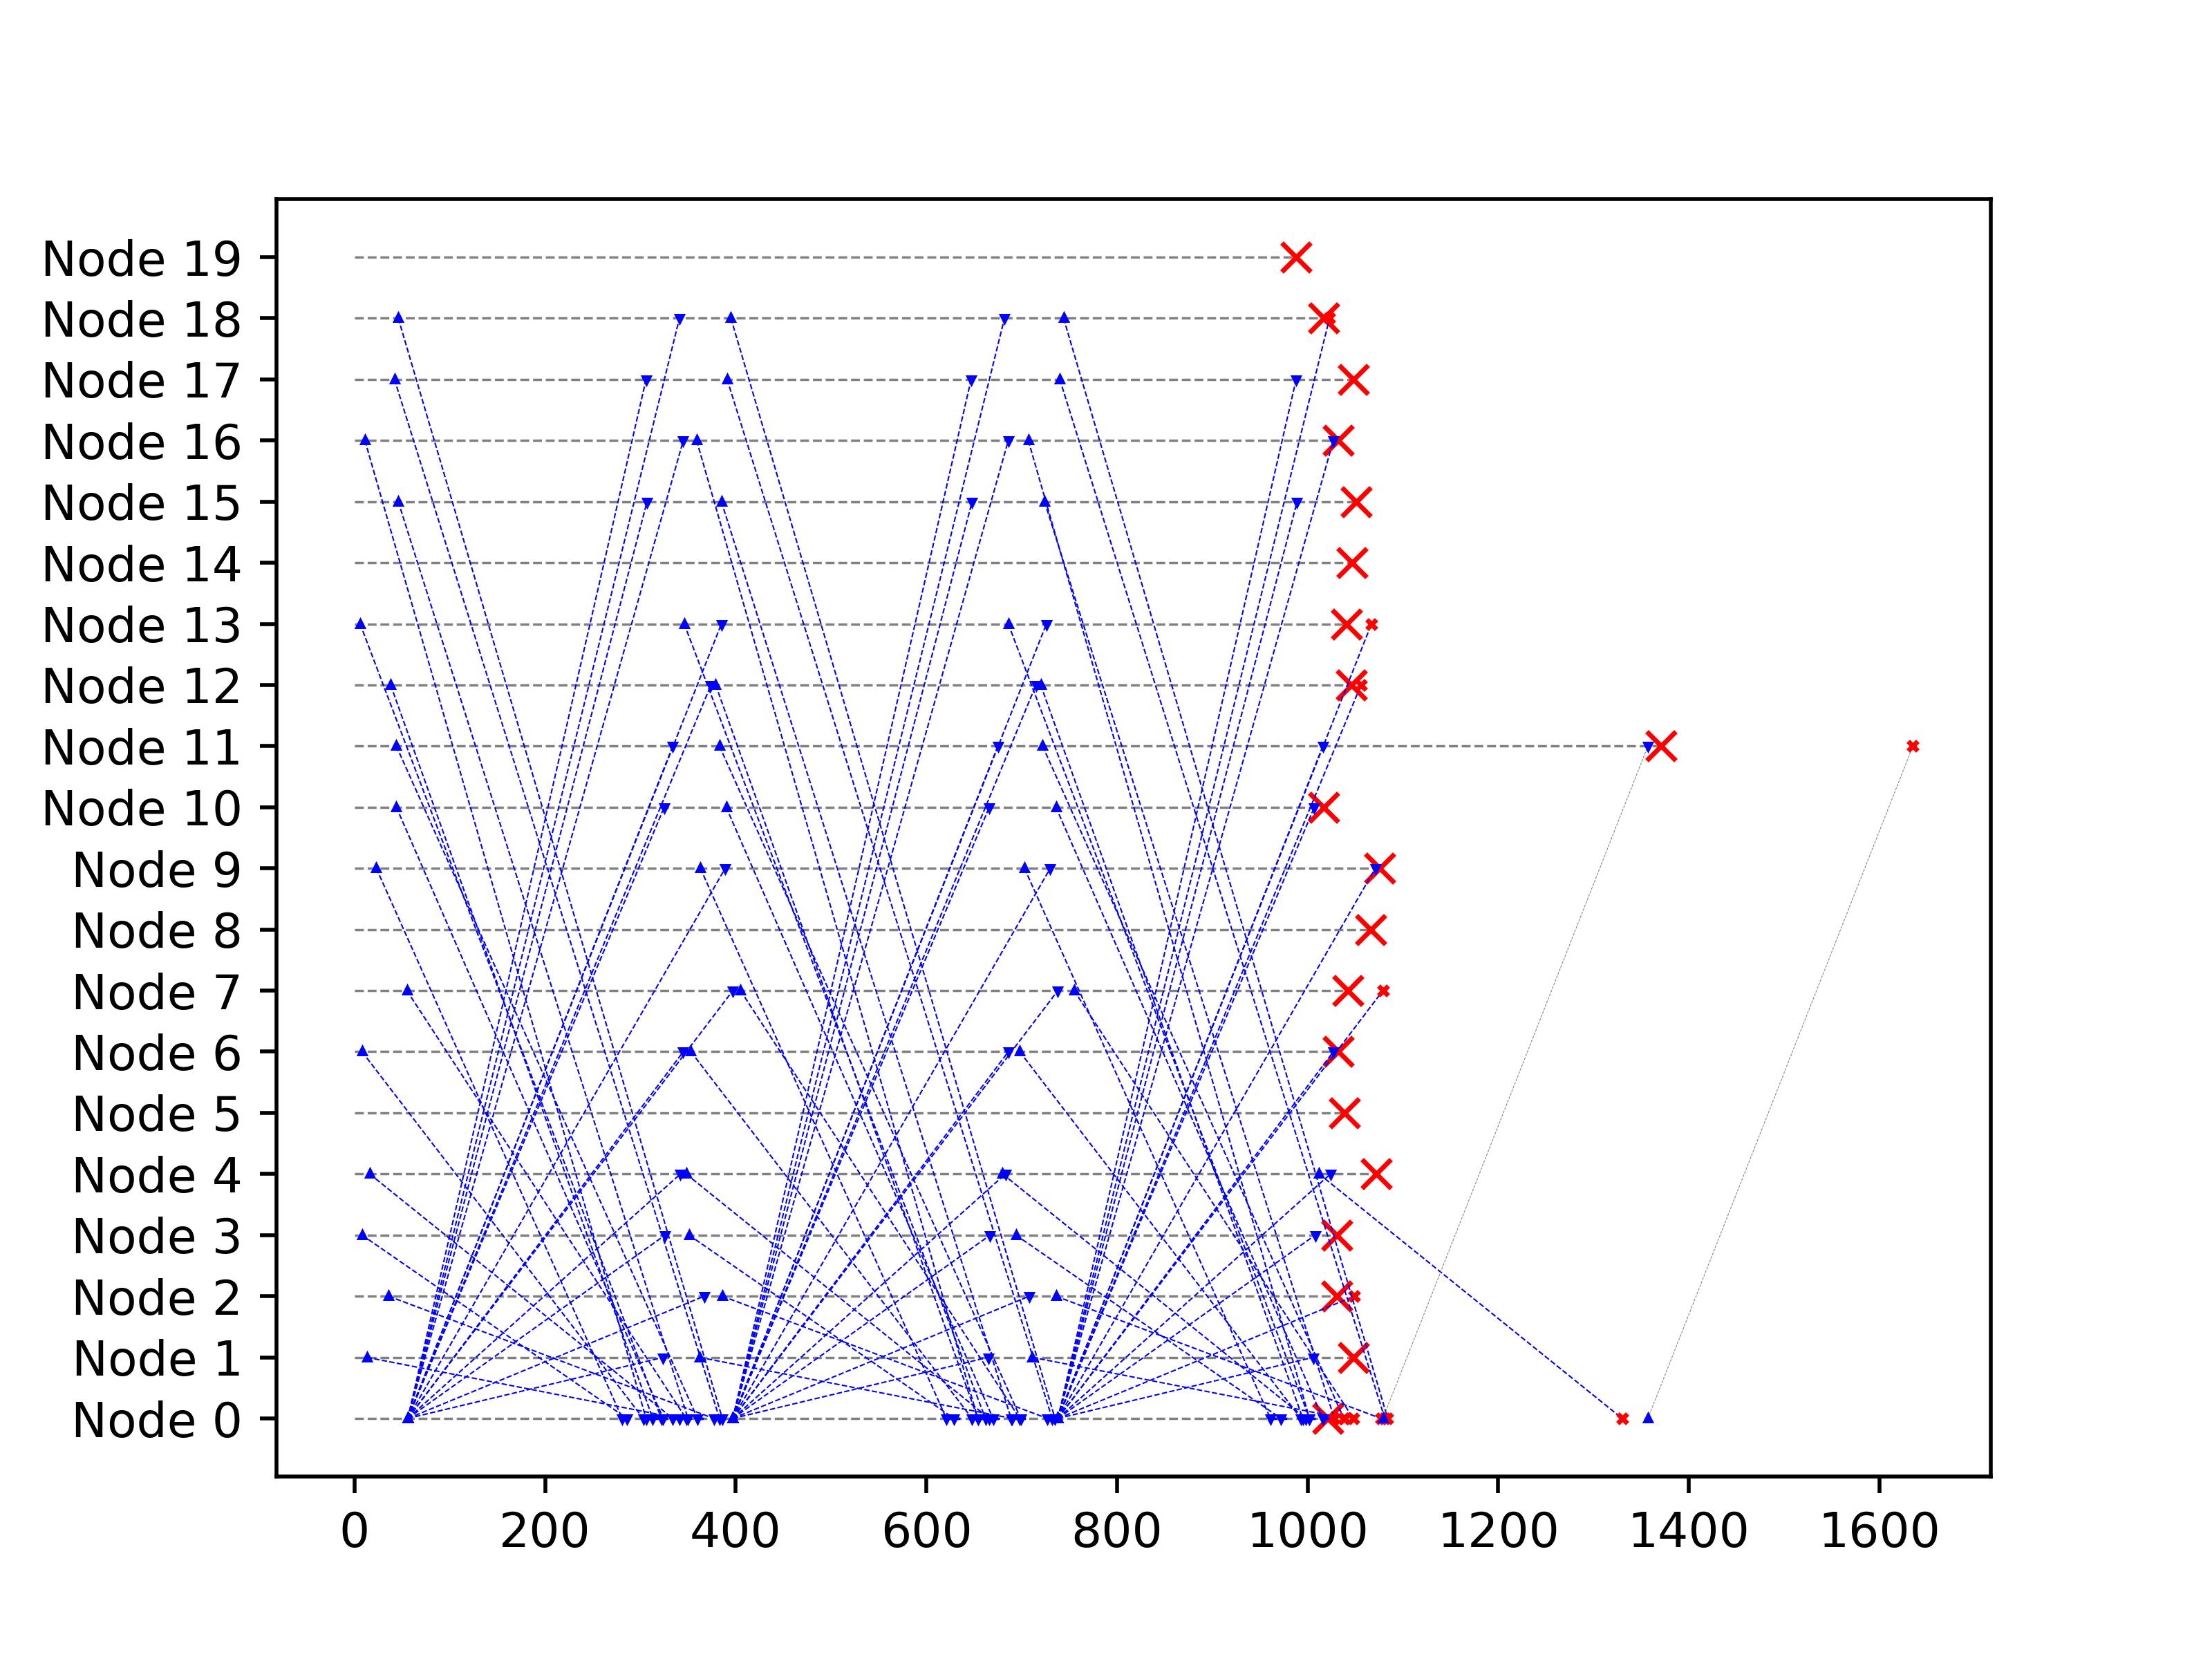 Node 19
Node 18
Node 17
Node 16
Node 15
Node 14
Node 13
Node 12
Node 11
Node 10
Node 9
Node 8
Node 7
Node 6
Node 5
Node 4
Node 3
Node 2
Node 1
Node 0
0 200 400 600 800 1000 1200 1400 1600